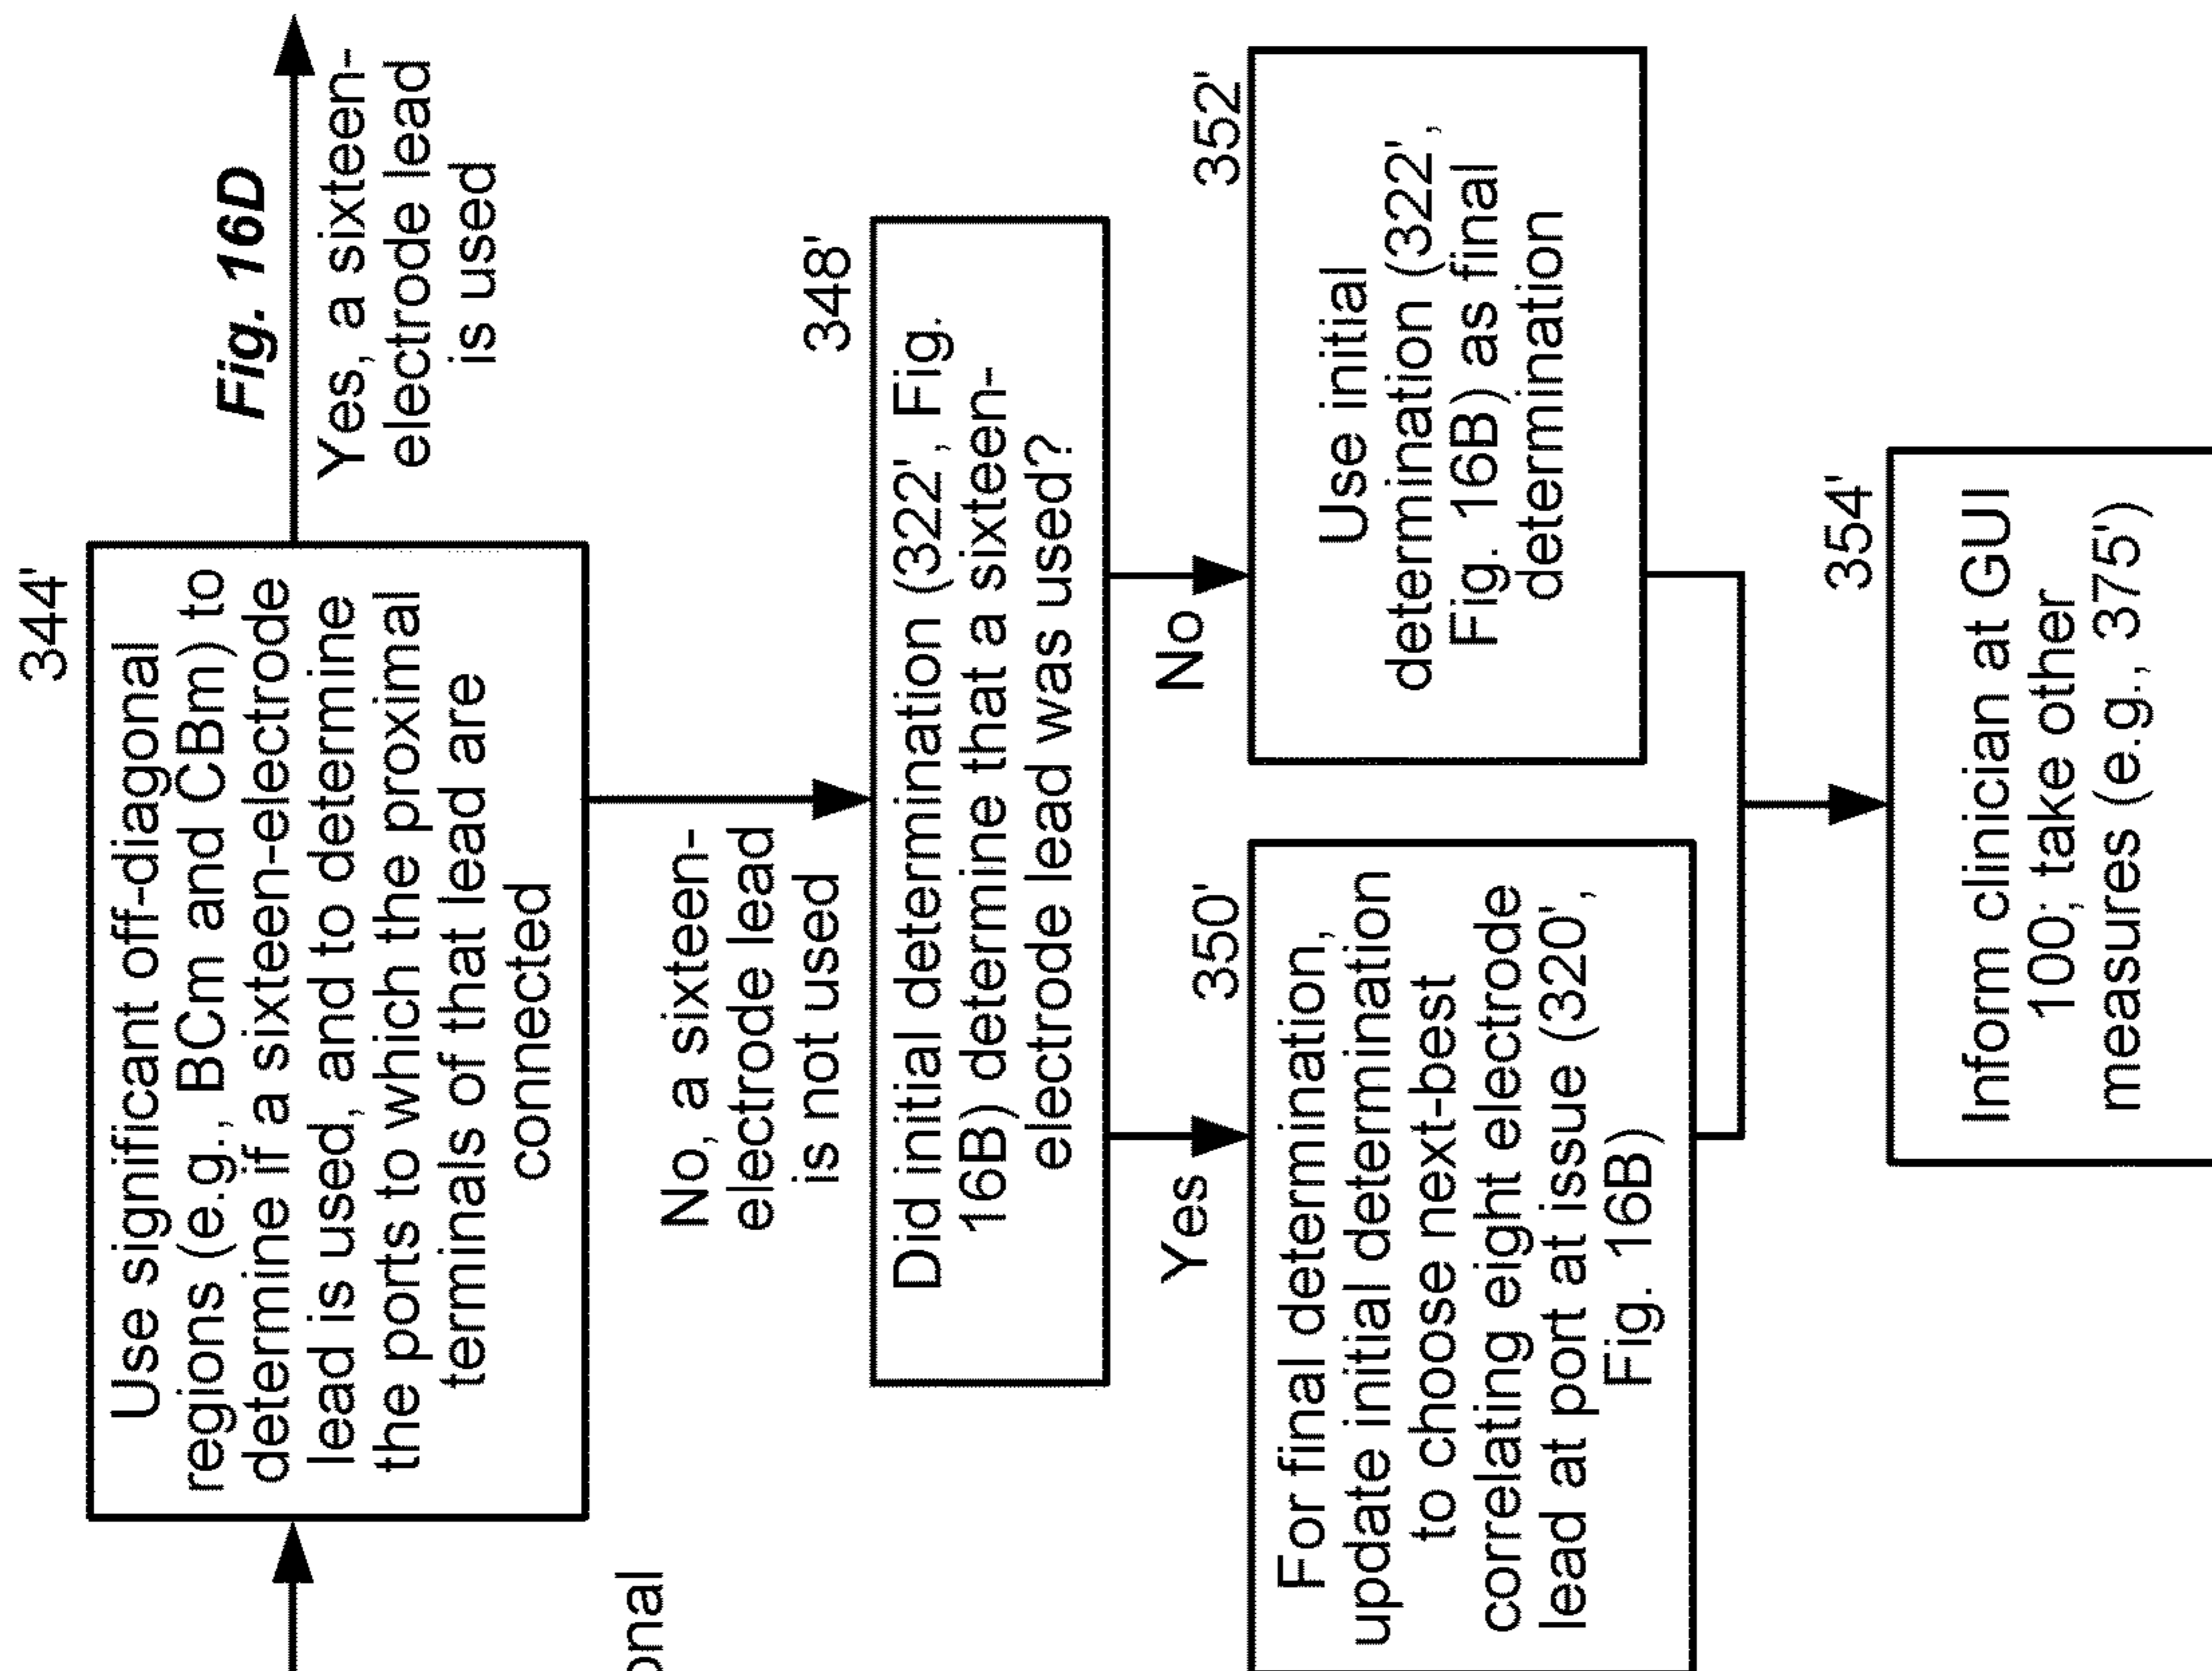 344'
Use significant off-diagonal
regions (e.g., BCm and CBm) to
determine if a sixteen-electrode
lead is used, and to determine
the ports to which the proximal
terminals of that lead are
connected
Fig. 16D
Yes, a sixteen-
electrode lead
is used
No, a sixteen-
electrode lead
is not used
348'
Did initial determination (322', Fig.
16B) determine that a sixteen-
electrode lead was used?
Yes
No
350'
For final determination,
update initial determination
to choose next-best
correlating eight electrode
lead at port at issue (320',
Fig. 16B)
352'
Use initial
determination (322',
Fig. 16B) as final
determination
354'
Inform clinician at GUI
100; take other
measures (e.g., 375')